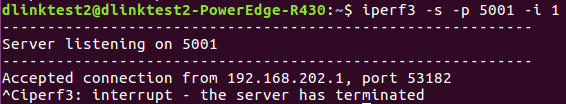 dlinktest2@dlinktest2-PowerEdge-R430:~$ iperf3 -s -p 5001 -i 1
-----------------------------------------------------------
Server listening on 5001
-----------------------------------------------------------
Accepted connection from 192.168.202.1, port 53182
^Ciperf3: interrupt - the server has terminated